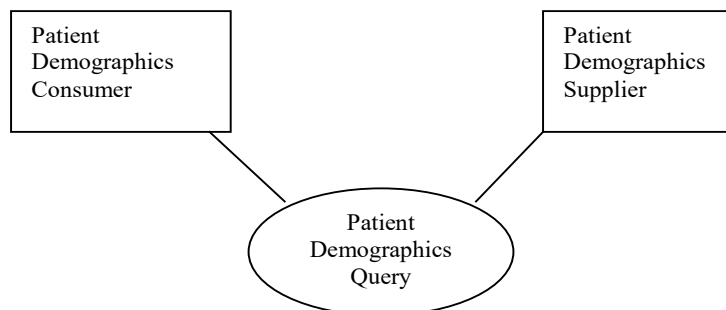 Patient
Demographics
Consumer
Patient
Demographics
Supplier
Patient
Demographics
Query